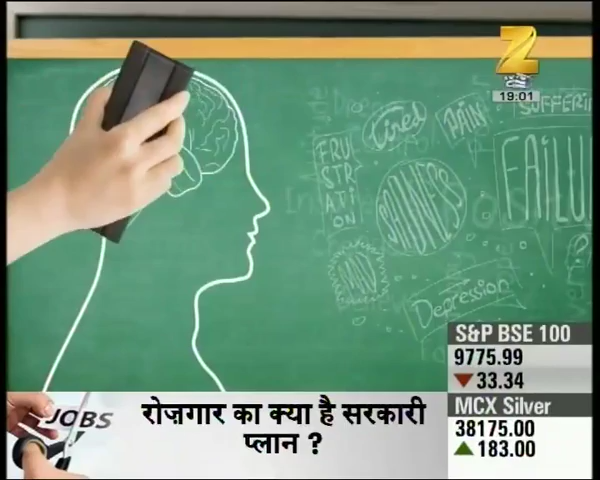 Z
19:01
SUFFERI
Tired
PAIN
FRU
STR
ATI
ON
SADNESS
FAILU
Depression
S&P BSE 100
9775.99
33.34
MCX Silver
38175.00
183.00
JOBS
रोज़गार का क्या है सरकारी
प्लान ?